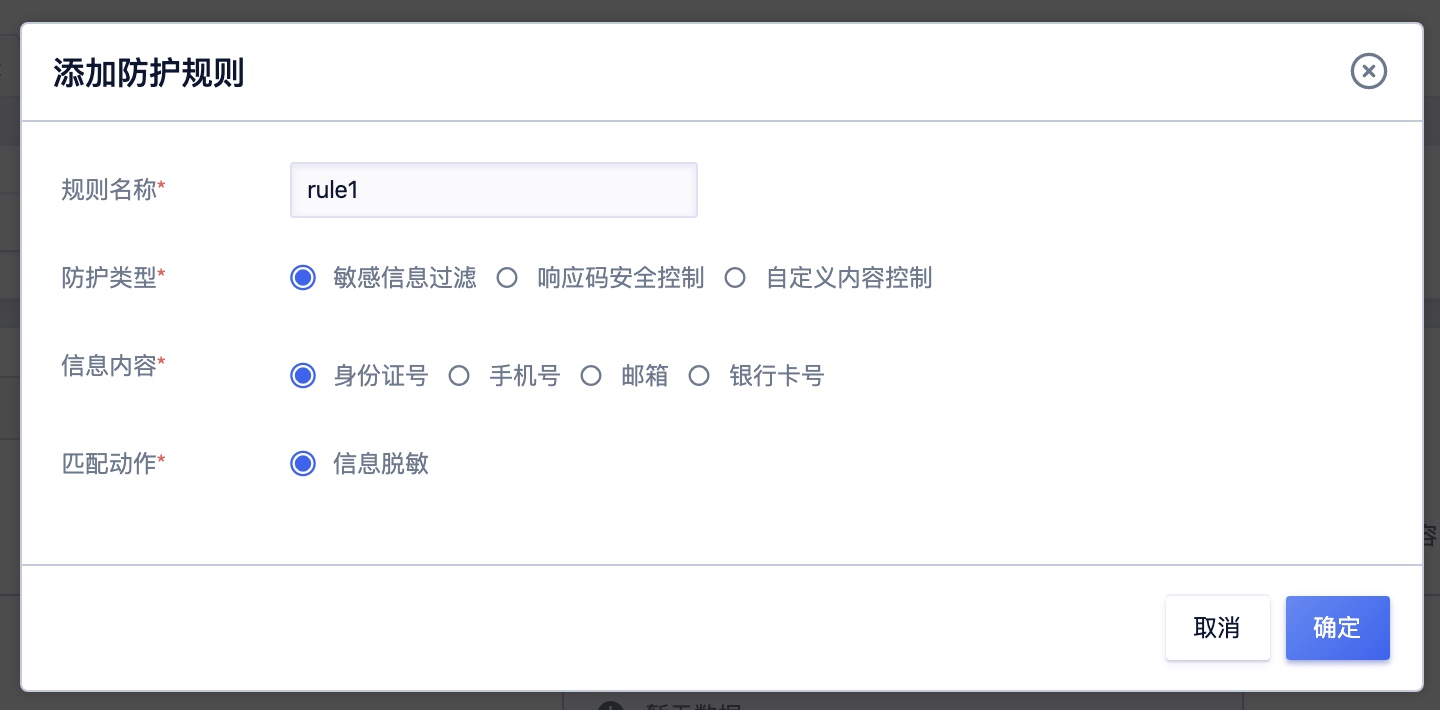 添加防护规则
规则名称*
rule1
防护类型*
敏感信息过滤 响应码安全控制 自定义内容控制
信息内容*
身份证号 手机号 邮箱 银行卡号
匹配动作*
信息脱敏
取消 确定